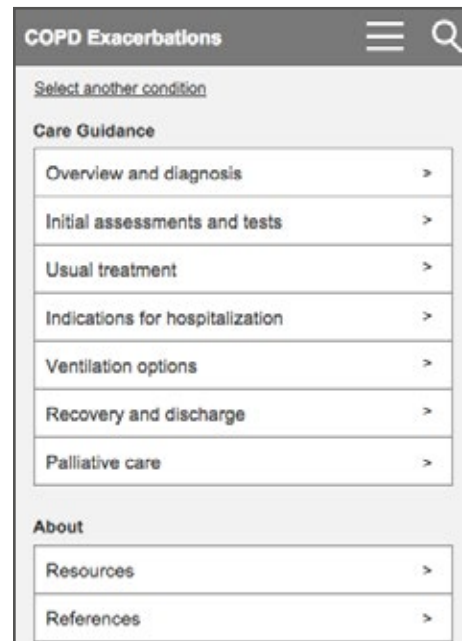 COPD Exacerbations
Select another condition
Care Guidance
Overview and diagnosis >
Initial assessments and tests >
Usual treatment >
Indications for hospitalization >
Ventilation options >
Recovery and discharge >
Palliative care >
About
Resources >
References >